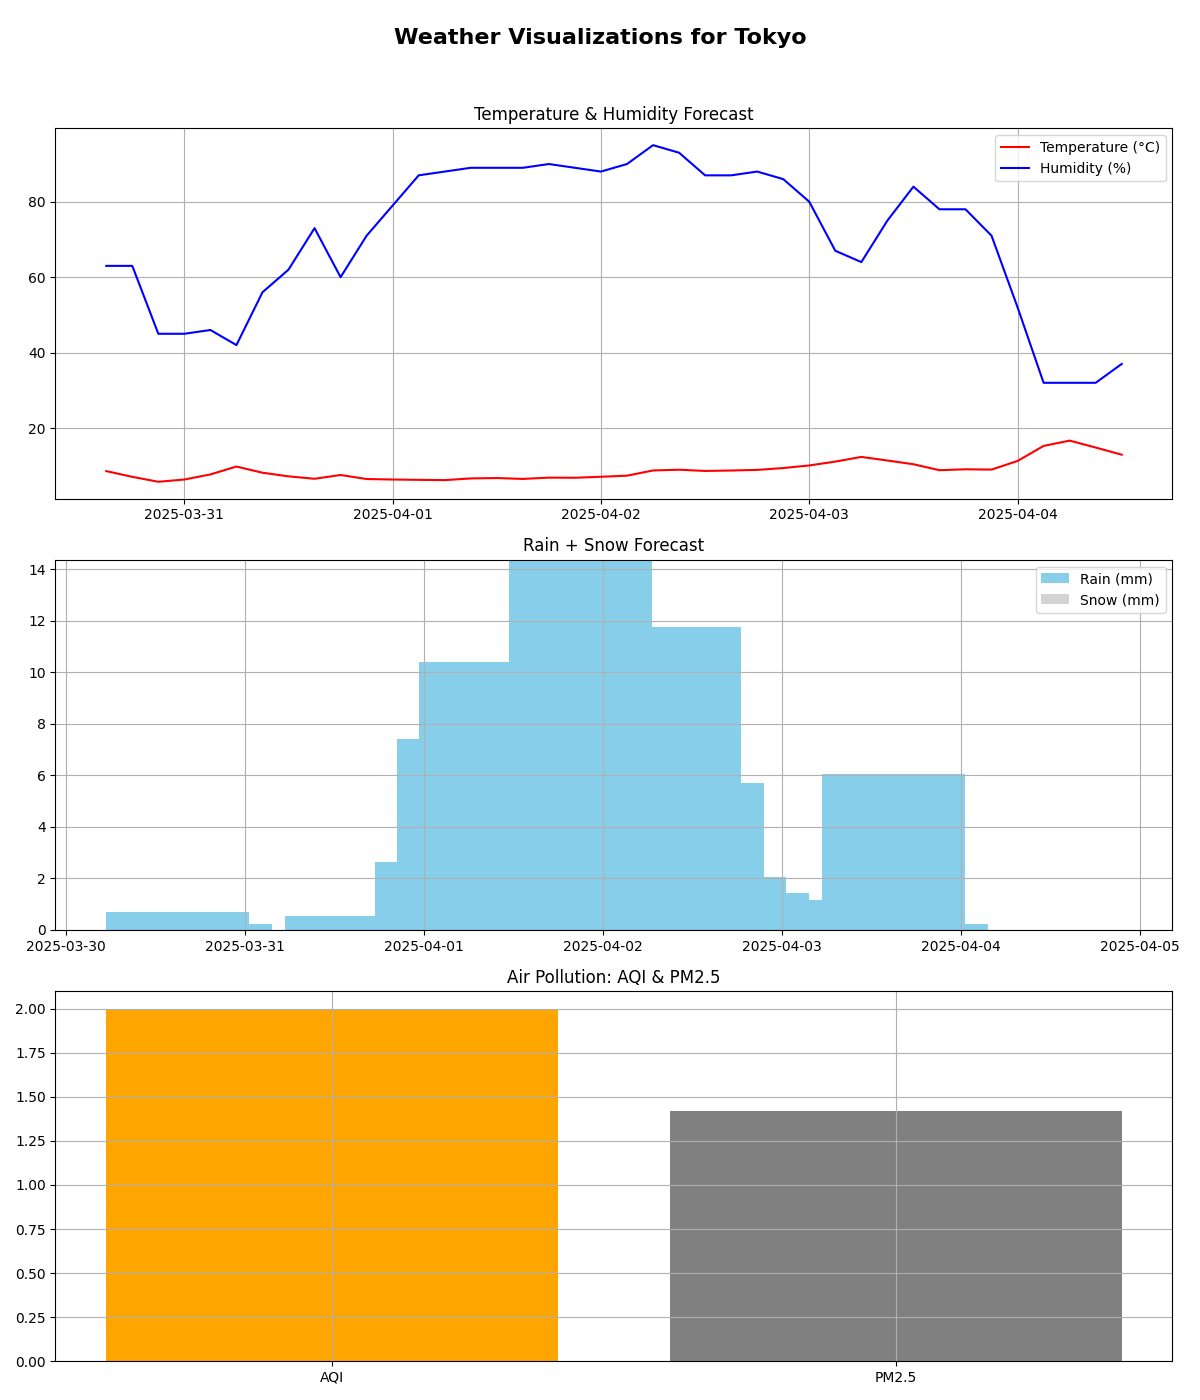 Weather Visualizations for Tokyo
Temperature & Humidity Forecast
Temperature (°C)
Humidity (%)
80
60
40
20
2025-03-31 2025-04-01 2025-04-02 2025-04-03 2025-04-04
Rain + Snow Forecast
Rain (mm)
Snow (mm)
14
12
10
8
6
4
2
0
2025-03-30 2025-03-31 2025-04-01 2025-04-02 2025-04-03 2025-04-04 2025-04-05
Air Pollution: AQI & PM2.5
2.00
1.75
1.50
1.25
1.00
0.75
0.50
0.25
0.00
AQI PM2.5